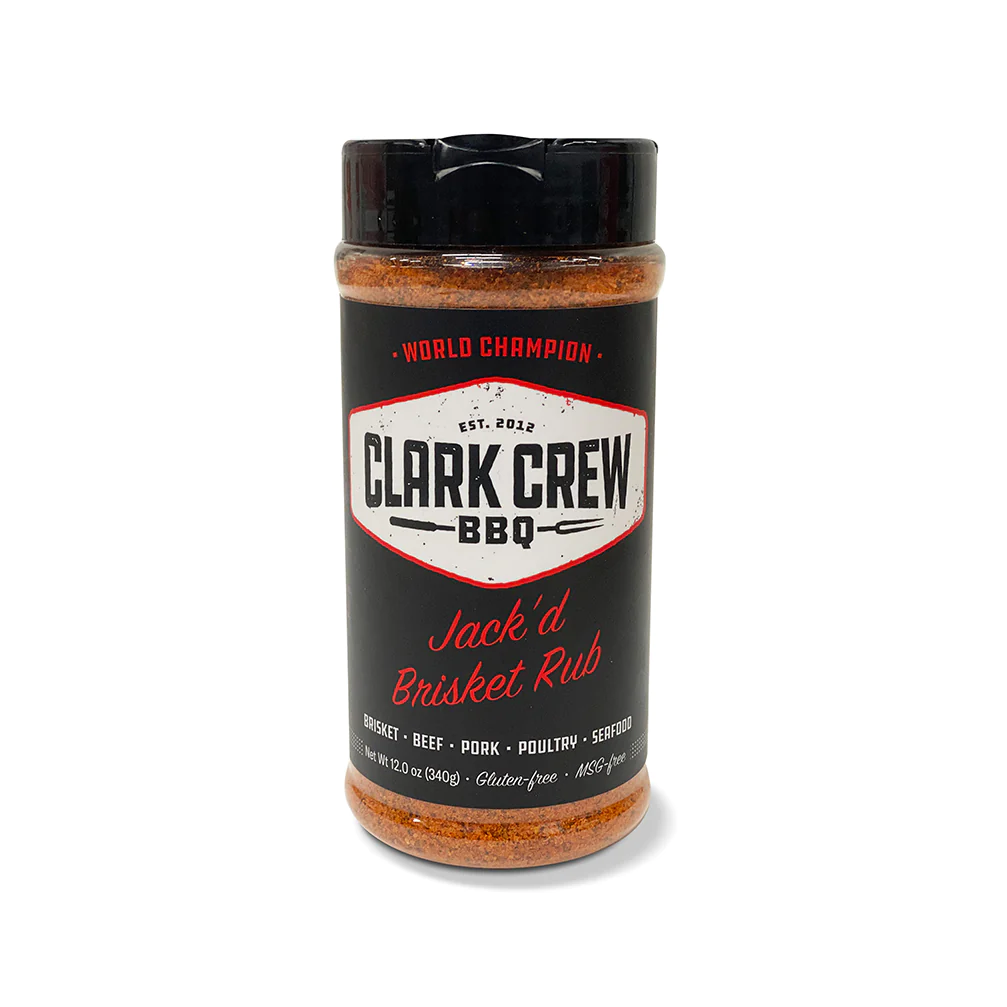 · WORLD CHAMPION ·
EST. 2012
CLARK CREW
BBQ
Jack'd
Brisket Rub
BRISKET · BEEF · PORK · POULTRY · SEAFOOD
Net Wt 12.0 oz (340g) · Gluten-free · MSG-free